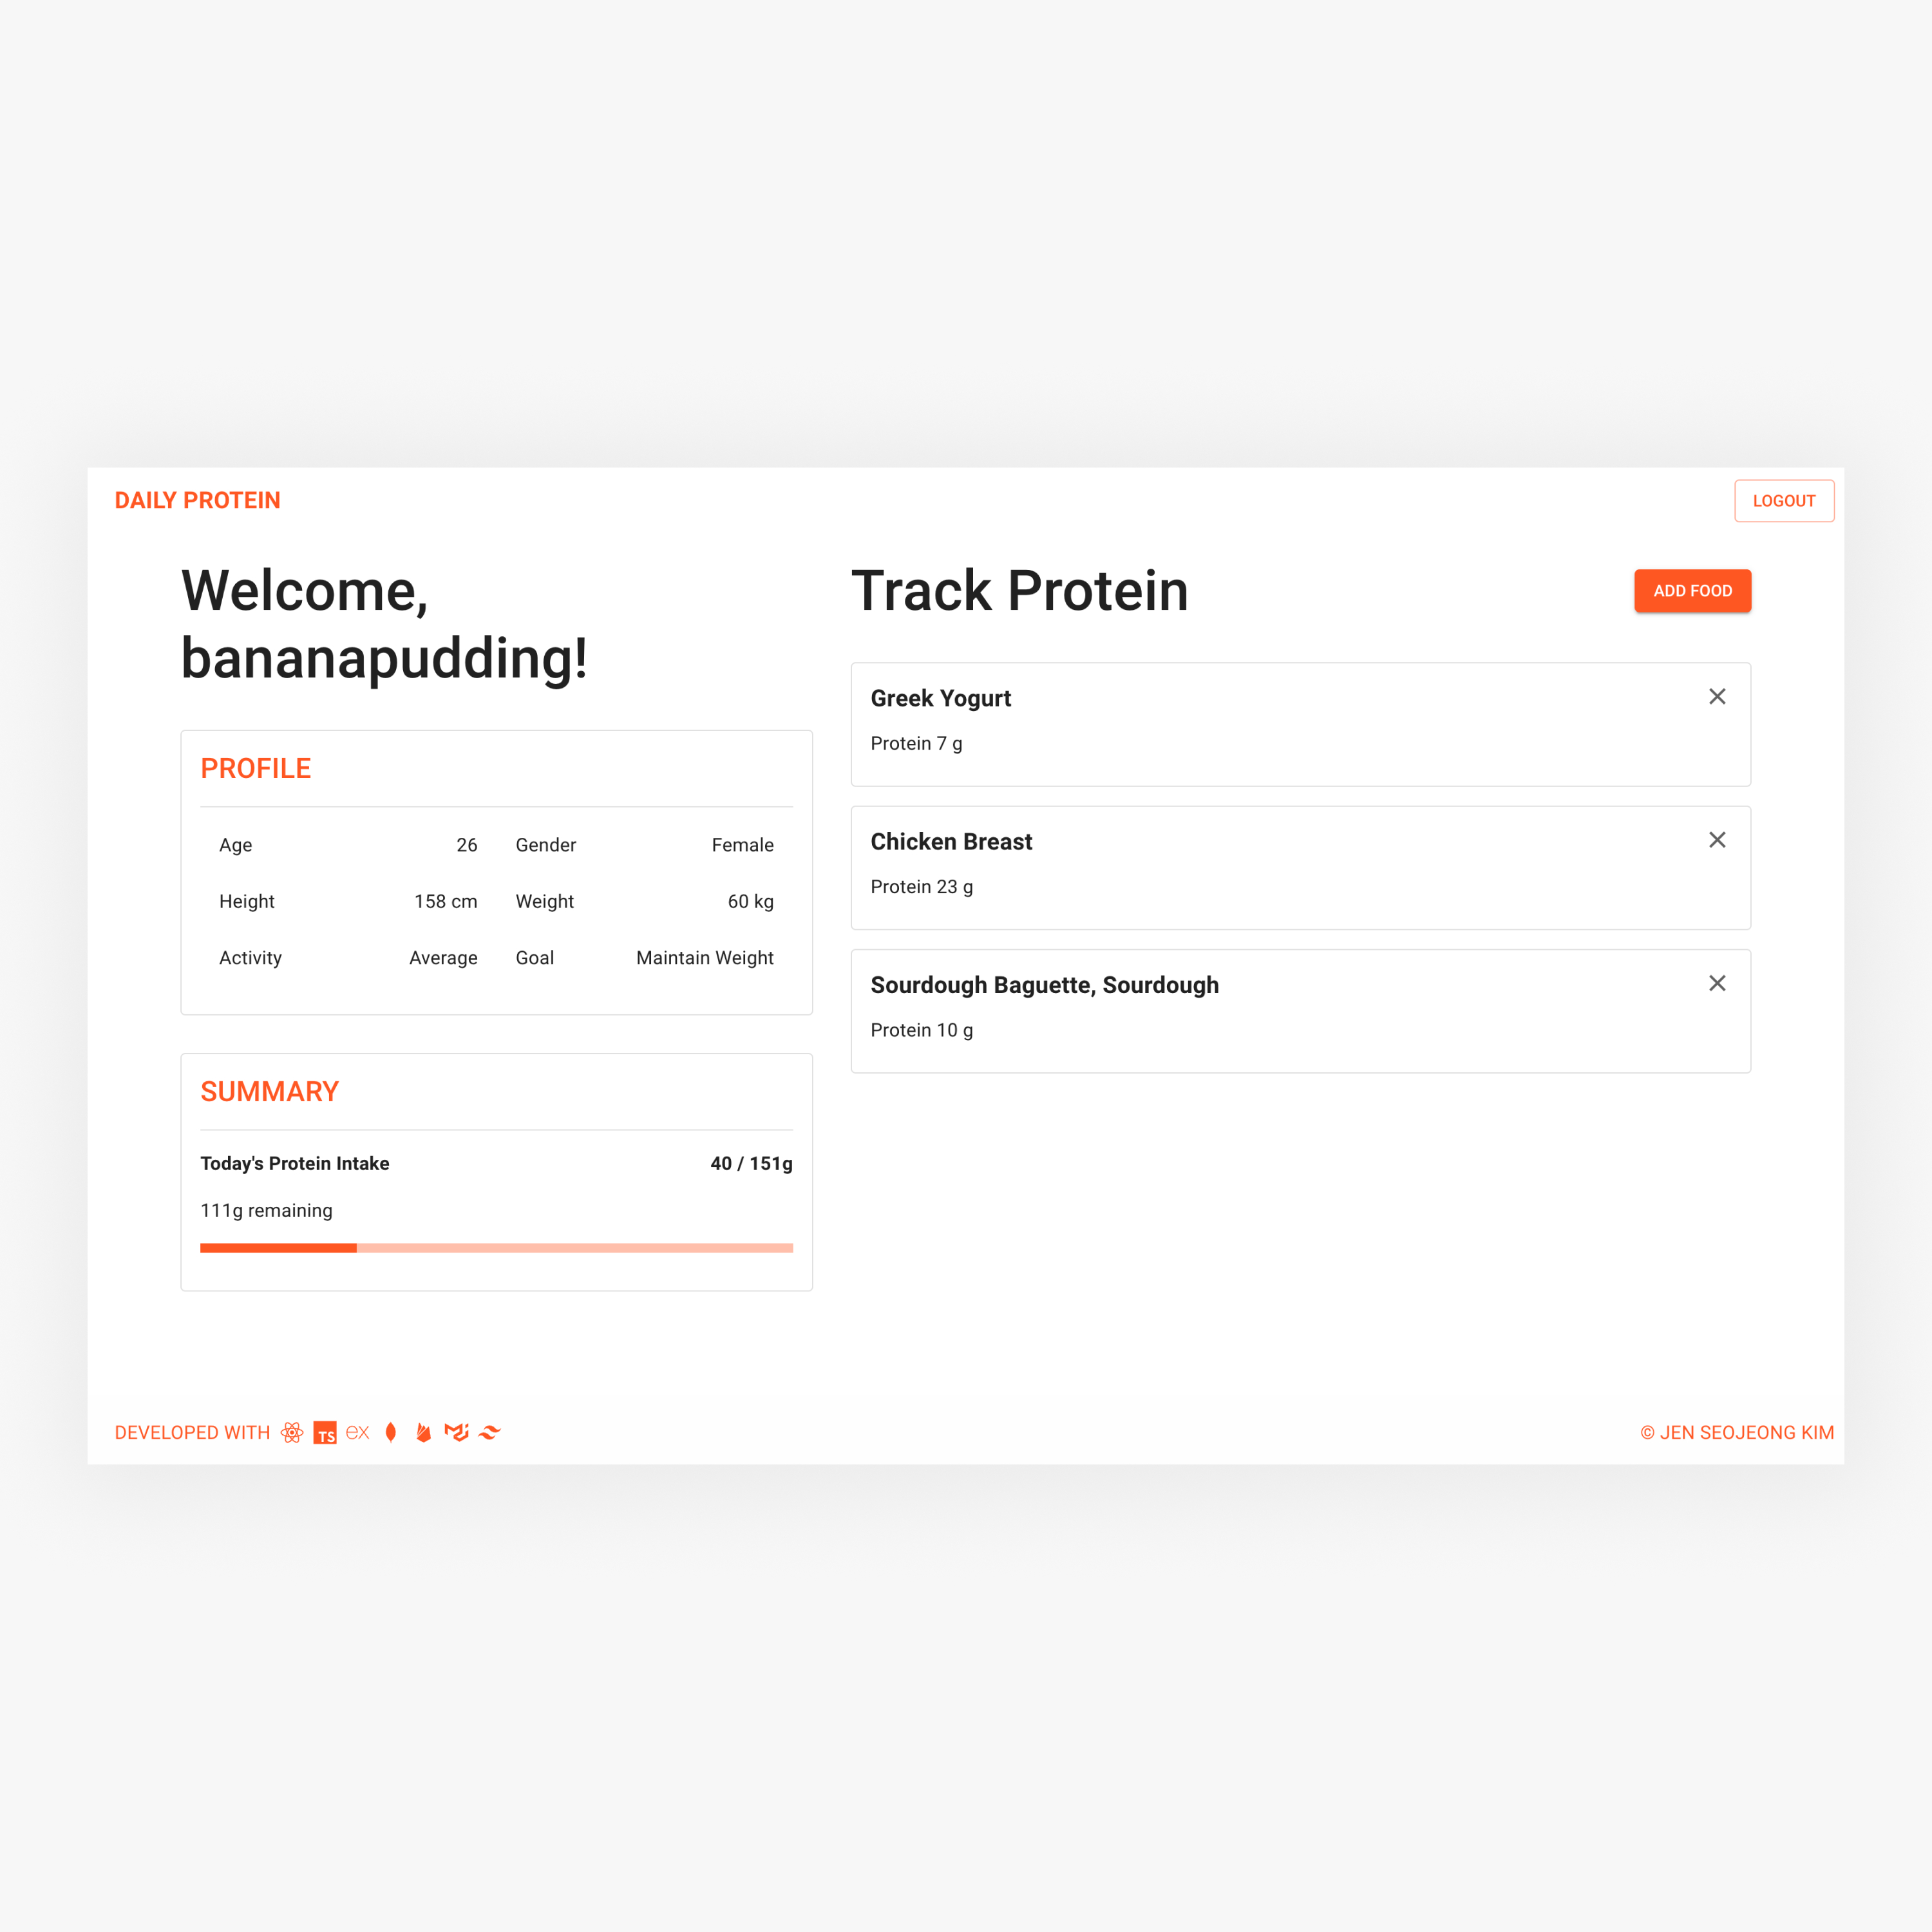 DAILY PROTEIN
LOGOUT
Welcome,
bananapudding!
PROFILE
Age 26 Gender Female
Height 158 cm Weight 60 kg
Activity Average Goal Maintain Weight
SUMMARY
Today's Protein Intake 40 / 151g
111g remaining
Track Protein
ADD FOOD
Greek Yogurt
Protein 7 g
Chicken Breast
Protein 23 g
Sourdough Baguette, Sourdough
Protein 10 g
DEVELOPED WITH TS ex
© JEN SEOJEONG KIM